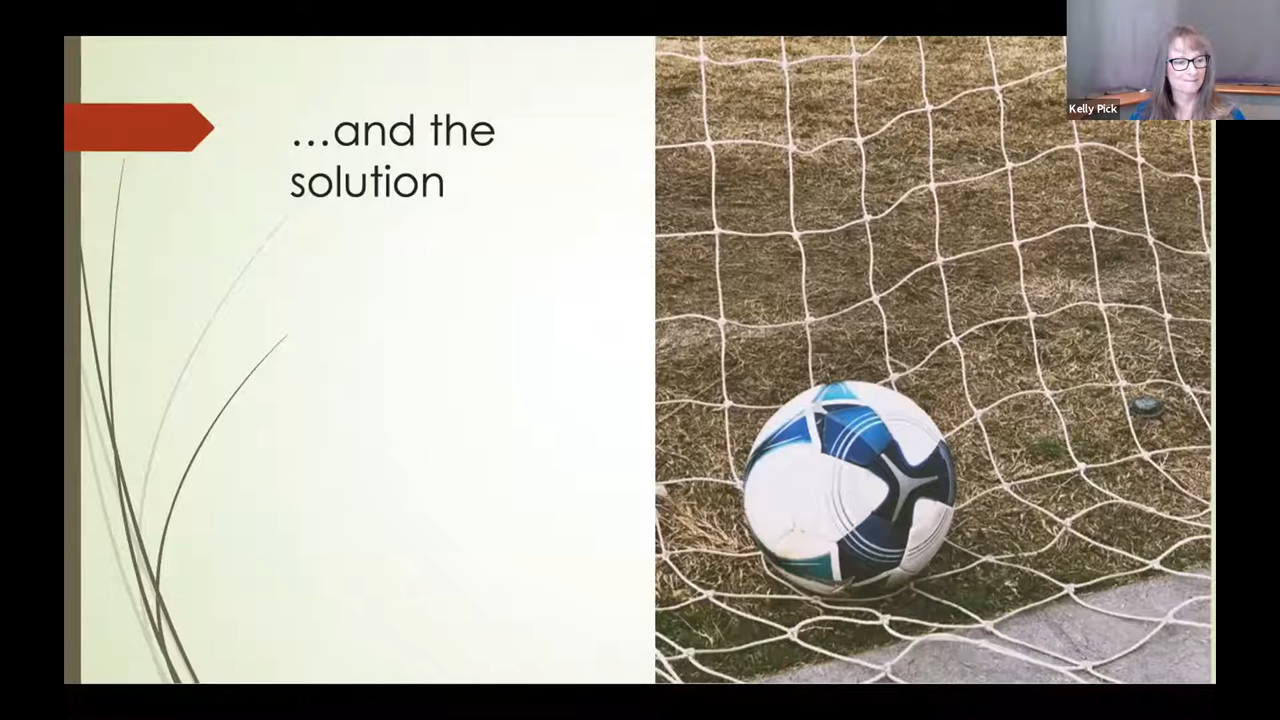 …and the
solution
Kelly Pick